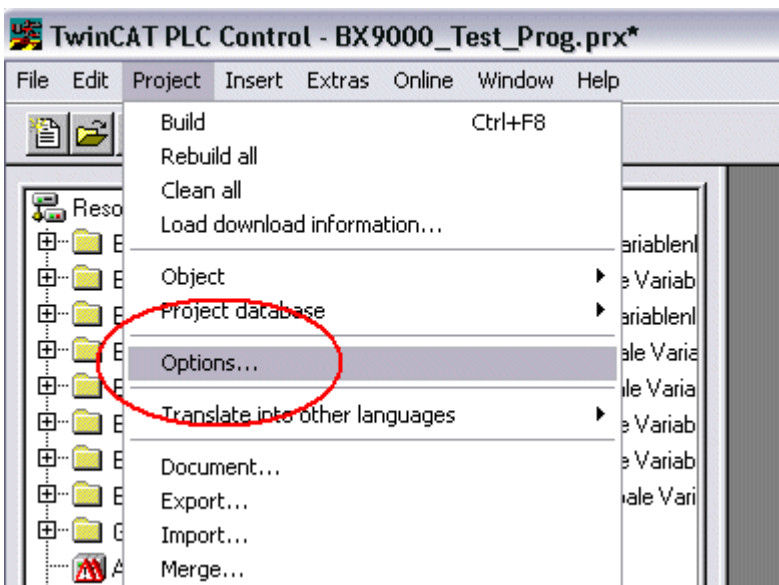 TwinCAT PLC Control - BX9000_Test_Prog.prx*
File Edit Project Insert Extras Online Window Help
Build Ctrl+F8
Rebuild all
Clean all
Load download information...
Object
Project database
Options...
Translate into other languages
Document...
Export...
Import...
Merge...